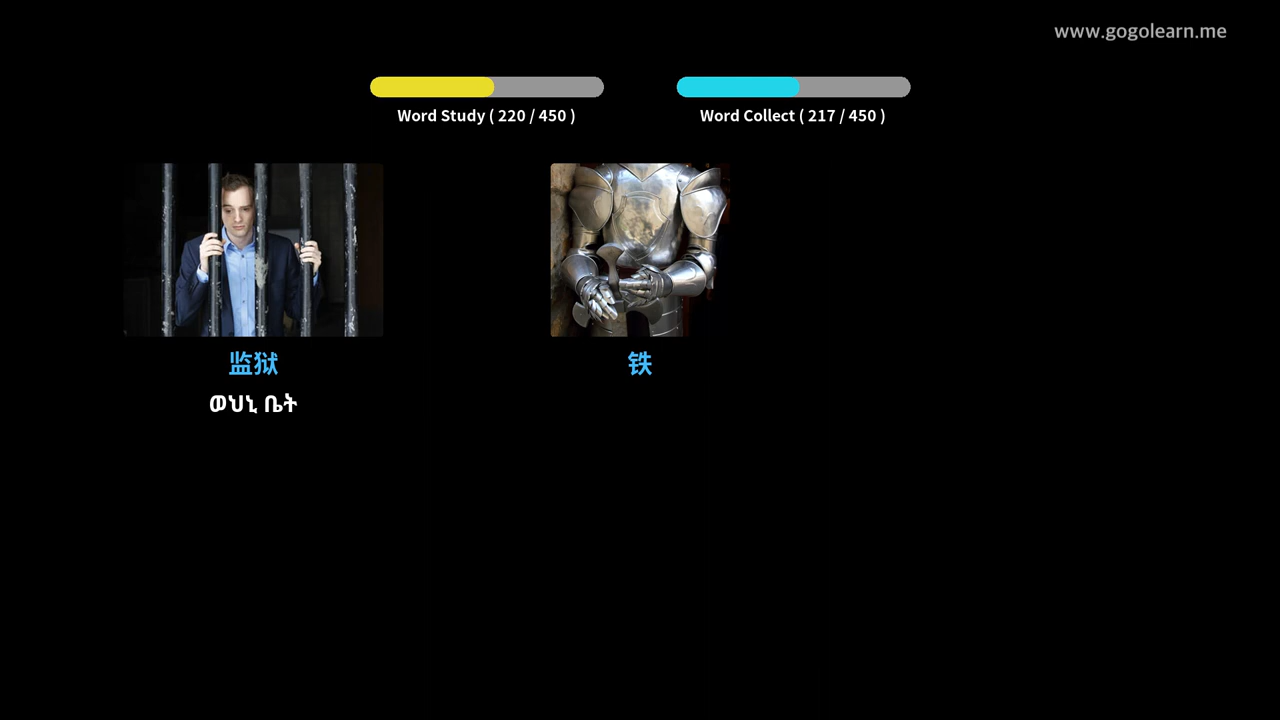 www.gogolearn.me
Word Study ( 220 / 450 )
Word Collect ( 217 / 450 )
监狱
ወህኒ ቤት
铁